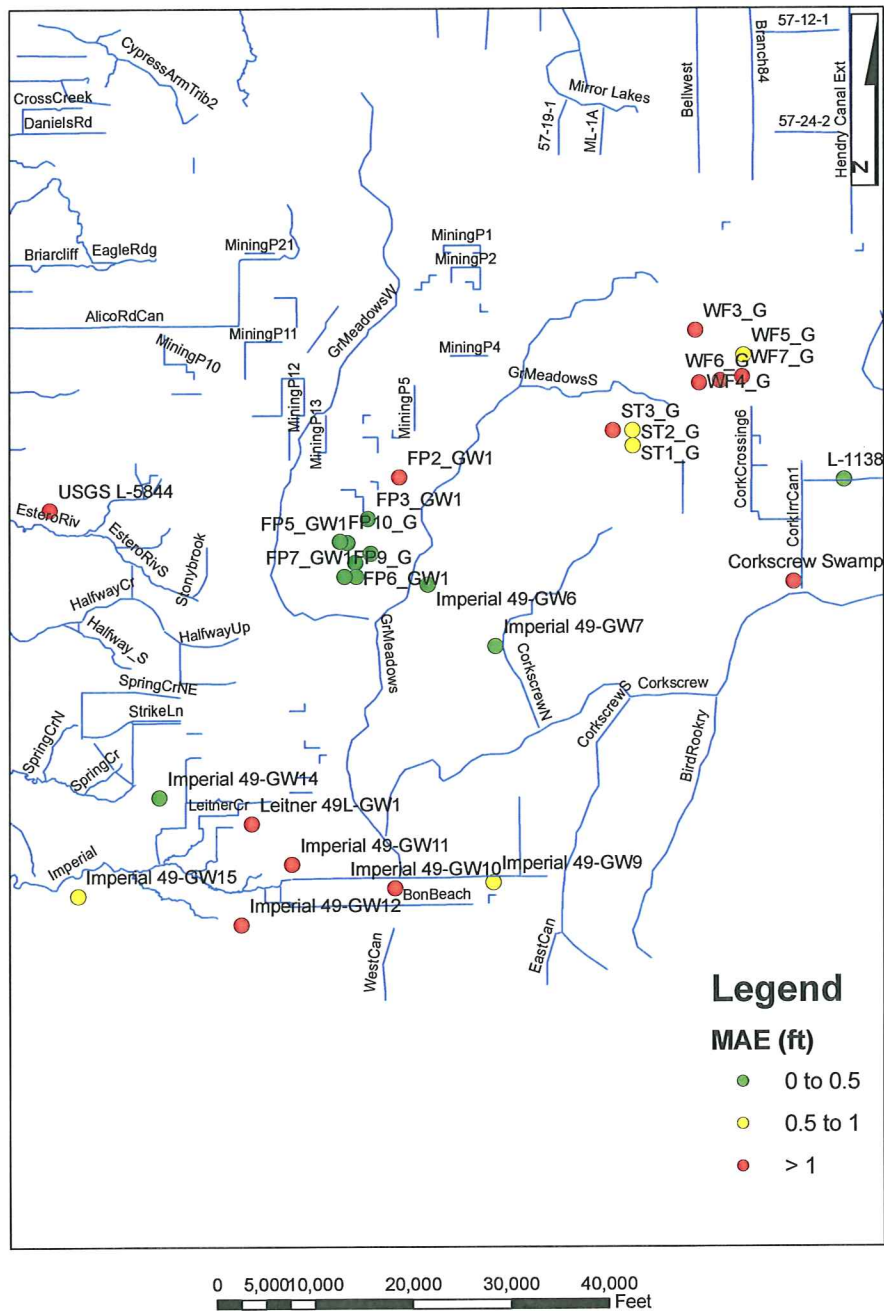 57-12-1
CypressArmTrib2
Branch84
Mirror Lakes
Bellwest
Hendry Canal Ext
CrossCreek
DanielsRd
57-19-1
ML-1A
57-24-2
Z
MiningP1
Briarcliff
EagleRdg
MiningP21
MiningP2
GrMeadowsW
AlicoRdCan
MiningP11
MiningP10
MiningP4
WF3_G
WF5_G
WF6_G
WF7_G
WF4_G
MiningP12
MiningP13
MiningP5
GrMeadowsS
ST3_G
ST2_G
ST1_G
CorkCrossing6
L-1138
CorkIrrCan1
FP2_GW1
USGS L-5844
EsteroRiv
FP3_GW1
FP5_GW1
FP10_G
EsteroRivS
FP7_GW1
FP9_G
FP6_GW1
Stonybrook
Corkscrew Swamp
HalfwayCr
Imperial 49-GW6
Halfway_S
HalfwayUp
GrMeadows
Imperial 49-GW7
CorkscrewN
SpringCrNE
CorkscrewS
Corkscrew
StrikeLn
SpringCrN
SpringCr
BirdRookry
Imperial 49-GW14
LeitnerCr
Leitner 49L-GW1
Imperial 49-GW11
Imperial
Imperial 49-GW15
Imperial 49-GW10
Imperial 49-GW9
BonBeach
Imperial 49-GW12
WestCan
EastCan
Legend
MAE (ft)
0 to 0.5
0.5 to 1
> 1
0 5,000 10,000 20,000 30,000 40,000
Feet